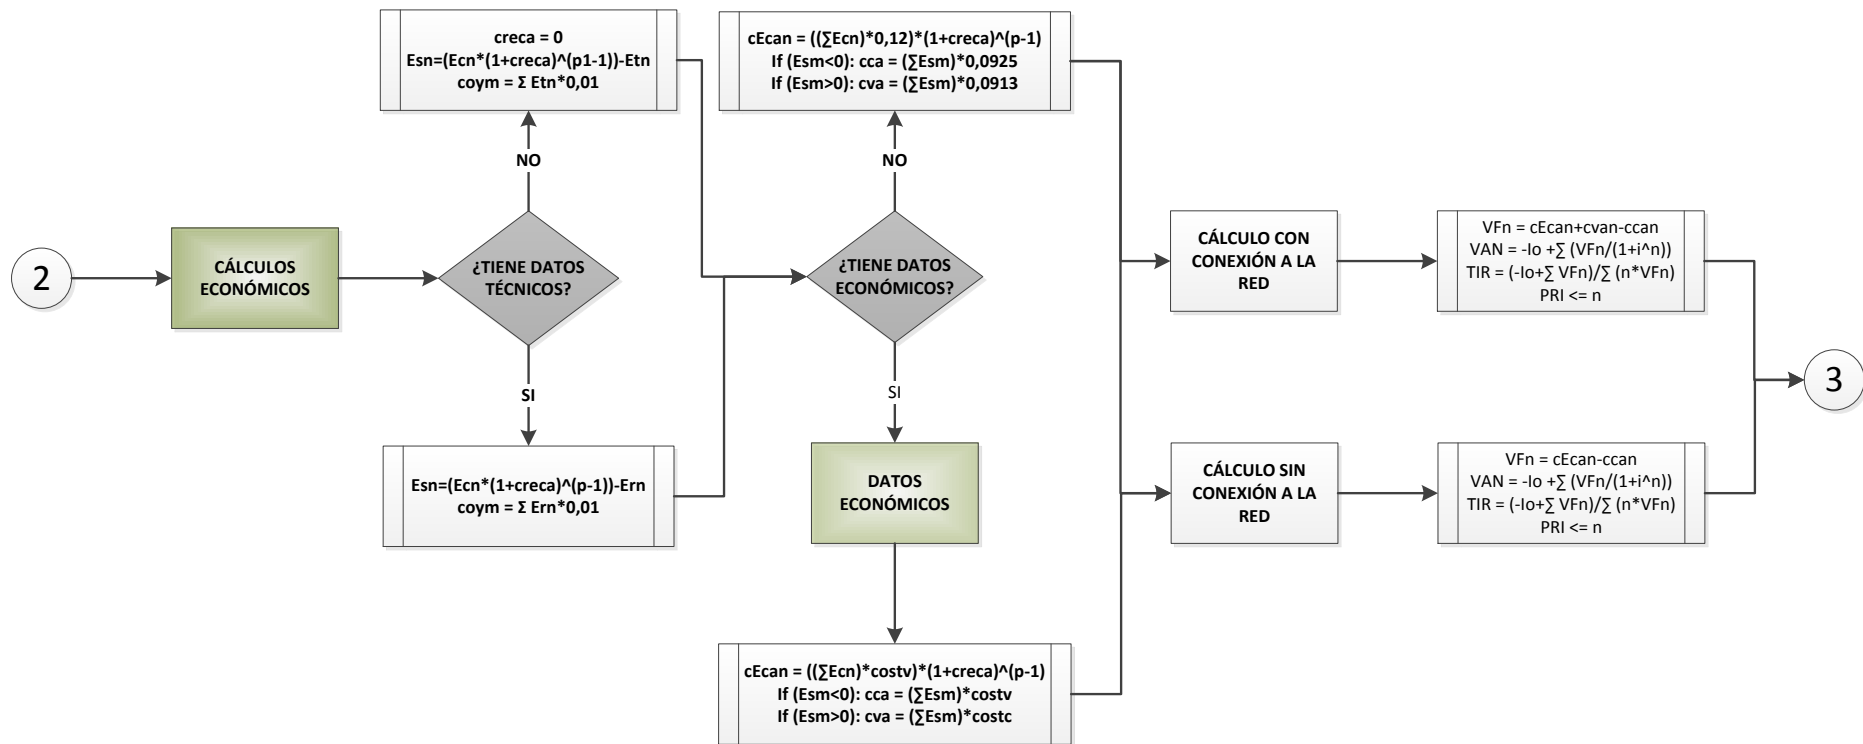 2
CÁLCULOS
ECONÓMICOS
creca = 0
Esn=(Ecn*(1+creca)^(p1-1))-Etn
coym = Σ Etn*0,01
NO
¿TIENE DATOS
TÉCNICOS?
SI
Esn=(Ecn*(1+creca)^(p-1))-Ern
coym = Σ Ern*0,01
cEcan = ((∑Ecn)*0,12)*(1+creca)^(p-1)
If (Esm<0): cca = (∑Esm)*0,0925
If (Esm>0): cva = (∑Esm)*0,0913
NO
¿TIENE DATOS
ECONÓMICOS?
SI
DATOS
ECONÓMICOS
cEcan = ((∑Ecn)*costv)*(1+creca)^(p-1)
If (Esm<0): cca = (∑Esm)*costv
If (Esm>0): cva = (∑Esm)*costc
CÁLCULO CON
CONEXIÓN A LA
RED
VFn = cEcan+cvan-ccan
VAN = -Io +∑ (VFn/(1+i^n))
TIR = (-Io+∑ VFn)/∑ (n*VFn)
PRI <= n
CÁLCULO SIN
CONEXIÓN A LA
RED
VFn = cEcan-ccan
VAN = -Io +∑ (VFn/(1+i^n))
TIR = (-Io+∑ VFn)/∑ (n*VFn)
PRI <= n
3